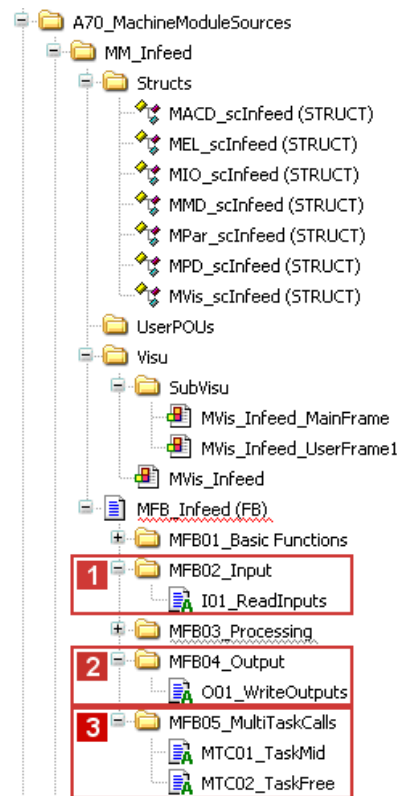 A70_MachineModuleSources
MM_Infeed
Structs
MACD_scInfeed (STRUCT)
MEL_scInfeed (STRUCT)
MIO_scInfeed (STRUCT)
MMD_scInfeed (STRUCT)
MPar_scInfeed (STRUCT)
MPD_scInfeed (STRUCT)
MVis_scInfeed (STRUCT)
UserPOUs
Visu
SubVisu
MVis_Infeed_MainFrame
MVis_Infeed_UserFrame1
MVis_Infeed
MFB_Infeed (FB)
MFB01_Basic Functions
1 MFB02_Input
I01_ReadInputs
MFB03_Processing
2 MFB04_Output
O01_WriteOutputs
3 MFB05_MultiTaskCalls
MTC01_TaskMid
MTC02_TaskFree